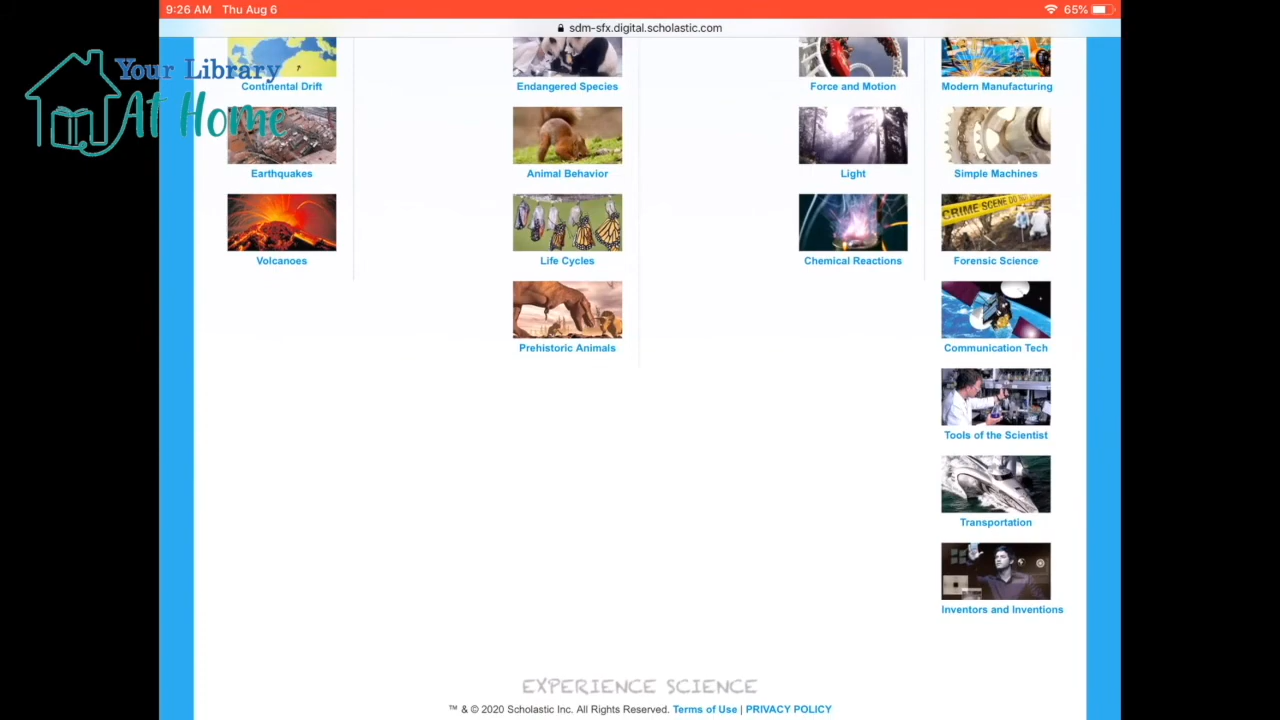 9:26 AM Thu Aug 6
65%
sdm-sfx.digital.scholastic.com
Your Library
At Home
Continental Drift
Endangered Species
Force and Motion
Modern Manufacturing
Earthquakes
Animal Behavior
Light
Simple Machines
CRIME SCENE DO NOT
Volcanoes
Life Cycles
Chemical Reactions
Forensic Science
Prehistoric Animals
Communication Tech
Tools of the Scientist
Transportation
Inventors and Inventions
EXPERIENCE SCIENCE
™ & © 2020 Scholastic Inc. All Rights Reserved. Terms of Use | PRIVACY POLICY